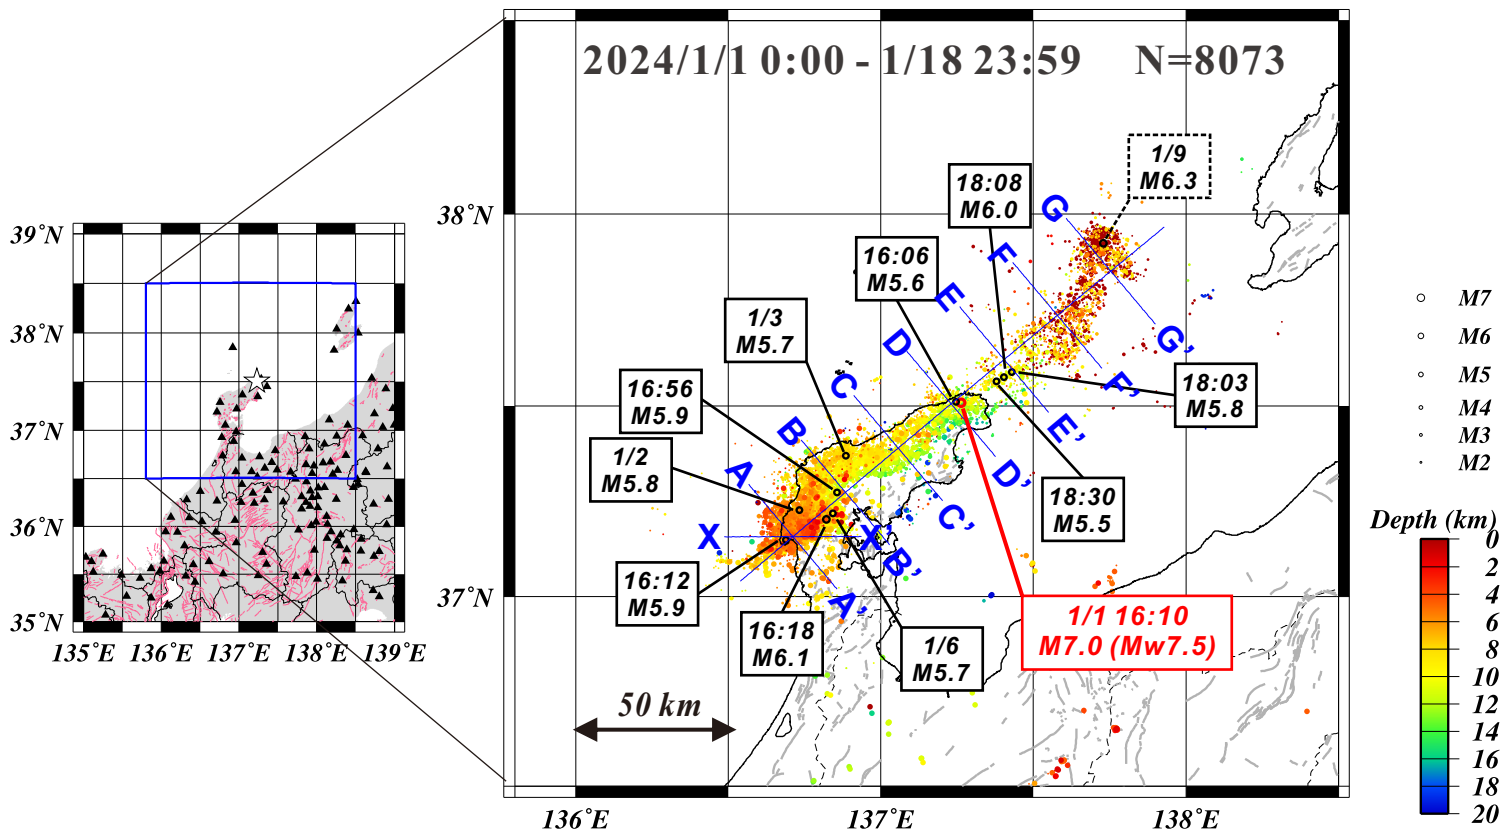 2024/1/1 0:00 - 1/18 23:59 N=8073
39°N
38°N
37°N
36°N
35°N
135°E
136°E
137°E
138°E
139°E
38°N
37°N
136°E
137°E
138°E
1/9
M6.3
18:08
M6.0
16:06
M5.6
1/3
M5.7
16:56
M5.9
1/2
M5.8
16:12
M5.9
16:18
M6.1
1/6
M5.7
1/1 16:10
M7.0 (Mw7.5)
18:30
M5.5
18:03
M5.8
G
F
E
D
C
B
A
X
X'
G'
F'
E'
D'
C'
B'
A'
50 km
M7
M6
M5
M4
M3
M2
Depth (km)
0
2
4
6
8
10
12
14
16
18
20